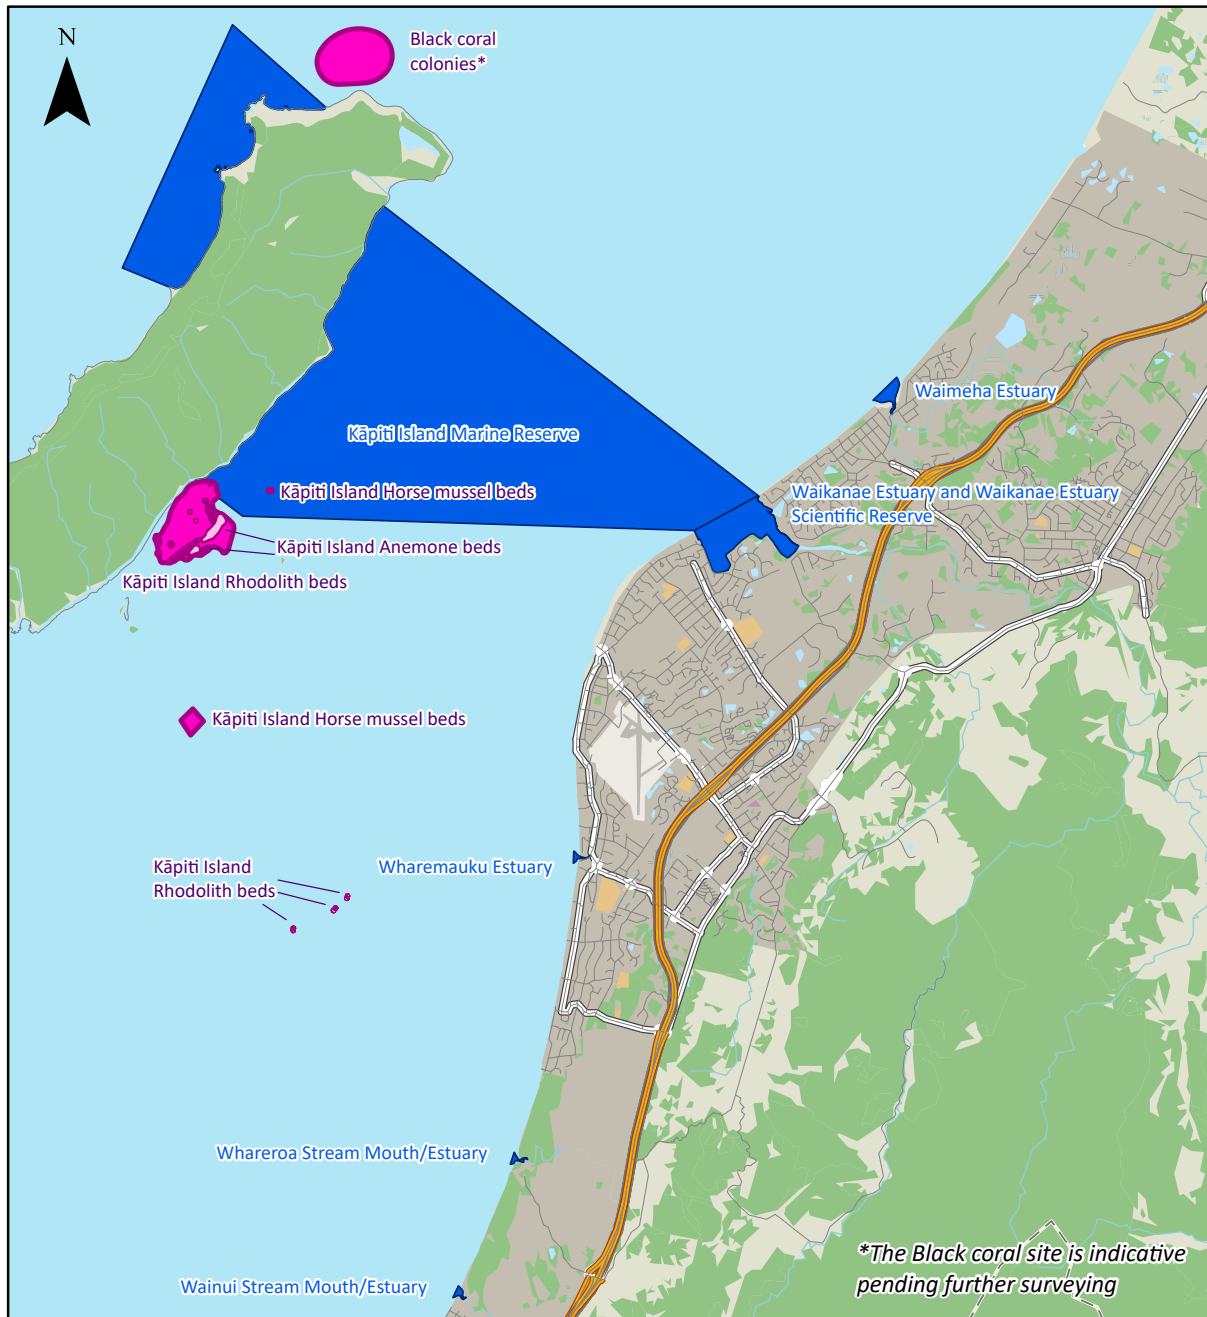 N
Black coral
colonies*
Waimeha Estuary
Kāpiti Island Marine Reserve
Kāpiti Island Horse mussel beds
Waikanae Estuary and Waikanae Estuary
Scientific Reserve
Kāpiti Island Anemone beds
Kāpiti Island Rhodolith beds
Kāpiti Island Horse mussel beds
Wharemauku Estuary
Kāpiti Island
Rhodolith beds
Whareroa Stream Mouth/Estuary
Wainui Stream Mouth/Estuary
*The Black coral site is indicative
pending further surveying